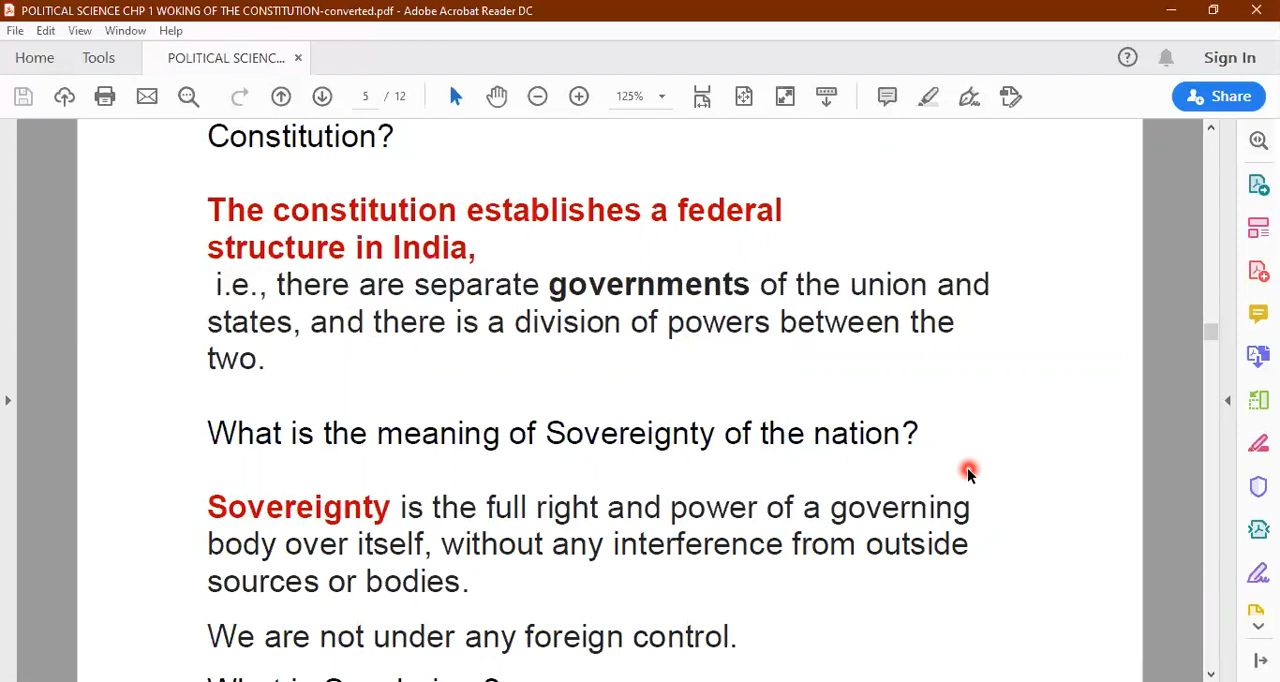 POLITICAL SCIENCE CHP 1 WOKING OF THE CONSTITUTION-converted.pdf - Adobe Acrobat Reader DC
File Edit View Window Help
Home Tools POLITICAL SCIENC... Sign In
5 / 12 125% Share
Constitution?
The constitution establishes a federal
structure in India,
i.e., there are separate governments of the union and
states, and there is a division of powers between the
two.
What is the meaning of Sovereignty of the nation?
Sovereignty is the full right and power of a governing
body over itself, without any interference from outside
sources or bodies.
We are not under any foreign control.